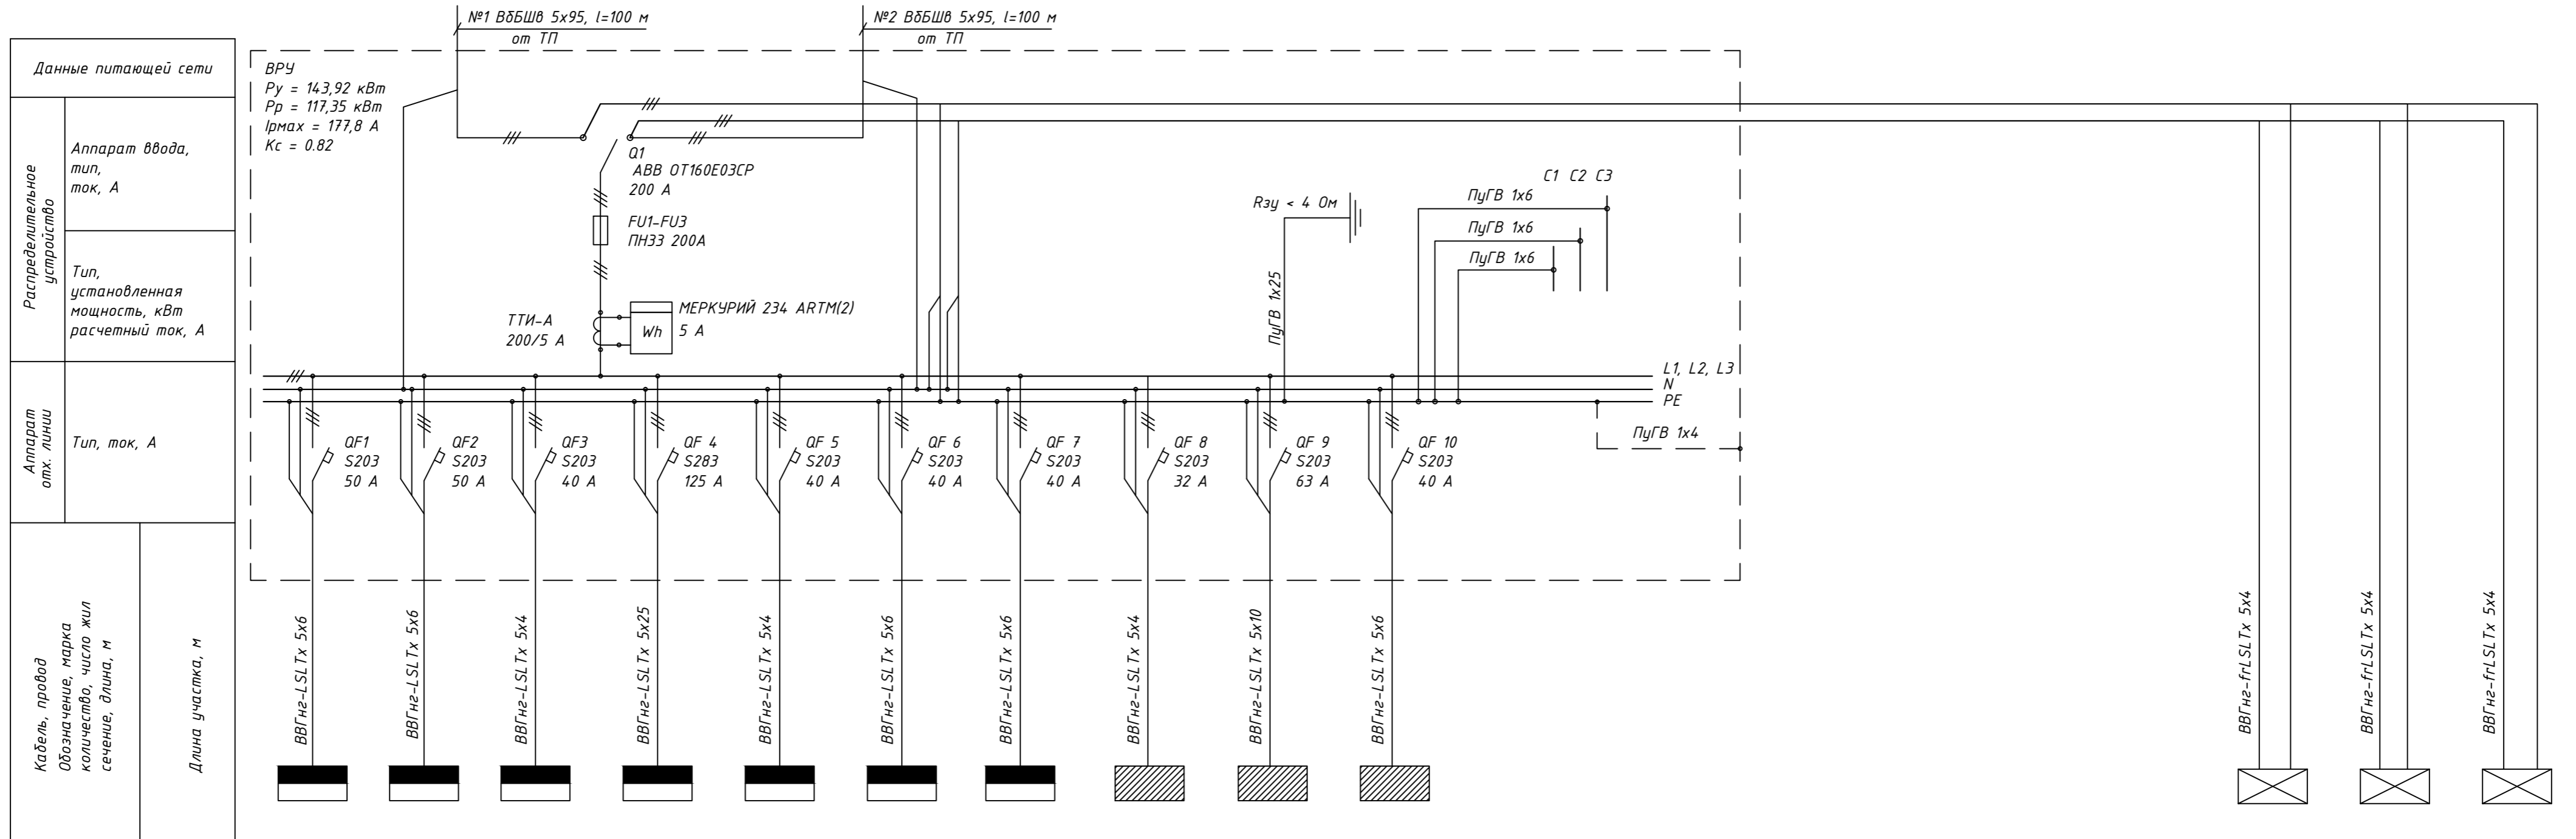 №1 ВбБШв 5х95, l=100 м
от ТП
№2 ВбБШв 5х95, l=100 м
от ТП
Данные питающей сети
Распределительное
устройство
Аппарат ввода,
тип,
ток, А
Тип,
установленная
мощность, кВт
расчетный ток, А
Аппарат
отх. линии
Тип, ток, А
Кабель, провод
Обозначение, марка
количество, число жил
сечение, длина, м
Длина участка, м
ВРУ
Ру = 143,92 кВт
Рр = 117,35 кВт
Iрмах = 177,8 А
Кс = 0.82
Q1
ABB OT160E03CP
200 А
FU1-FU3
ПН33 200А
ТТИ-А
200/5 А
Wh
МЕРКУРИЙ 234 ARTM(2)
5 А
Rзу < 4 Ом
ПуГВ 1х25
С1 С2 С3
ПуГВ 1х6
ПуГВ 1х6
ПуГВ 1х6
L1, L2, L3
N
PE
ПуГВ 1х4
QF1
S203
50 А
QF2
S203
50 А
QF3
S203
40 А
QF 4
S283
125 А
QF 5
S203
40 А
QF 6
S203
40 А
QF 7
S203
40 А
QF 8
S203
32 А
QF 9
S203
63 А
QF 10
S203
40 А
ВВГнг-LSLTx 5х6
ВВГнг-LSLTx 5х6
ВВГнг-LSLTx 5х4
ВВГнг-LSLTx 5х25
ВВГнг-LSLTx 5х4
ВВГнг-LSLTx 5х6
ВВГнг-LSLTx 5х6
ВВГнг-LSLTx 5х4
ВВГнг-LSLTx 5х10
ВВГнг-LSLTx 5х6
ВВГнг-frLSLTx 5х4
ВВГнг-frLSLTx 5х4
ВВГнг-frLSLTx 5х4